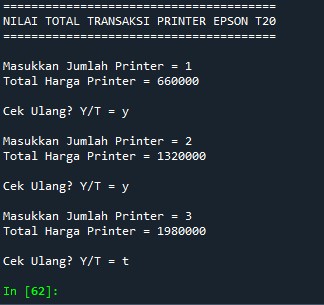 ========================================
NILAI TOTAL TRANSAKSI PRINTER EPSON T20
========================================
Masukkan Jumlah Printer = 1
Total Harga Printer = 660000
Cek Ulang? Y/T = y
Masukkan Jumlah Printer = 2
Total Harga Printer = 1320000
Cek Ulang? Y/T = y
Masukkan Jumlah Printer = 3
Total Harga Printer = 1980000
Cek Ulang? Y/T = t
In [62]: